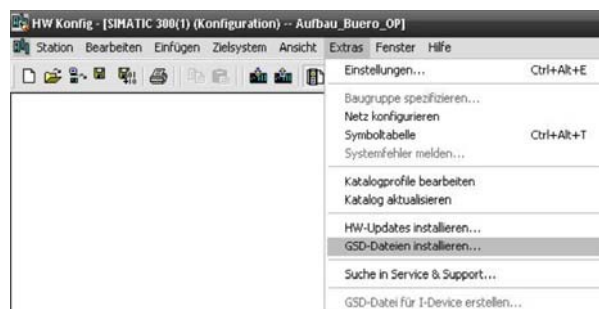 HW Konfig - [SIMATIC 300(1) (Konfiguration) -- Aufbau_Buero_OP]
Station Bearbeiten Einfügen Zielsystem Ansicht Extras Fenster Hilfe
Einstellungen... Ctrl+Alt+E
Baugruppe spezifizieren...
Netz konfigurieren
Symboltabelle Ctrl+Alt+T
Systemfehler melden...
Katalogprofile bearbeiten
Katalog aktualisieren
HW-Updates installieren...
GSD-Dateien installieren...
Suche in Service & Support...
GSD-Datei für I-Device erstellen...